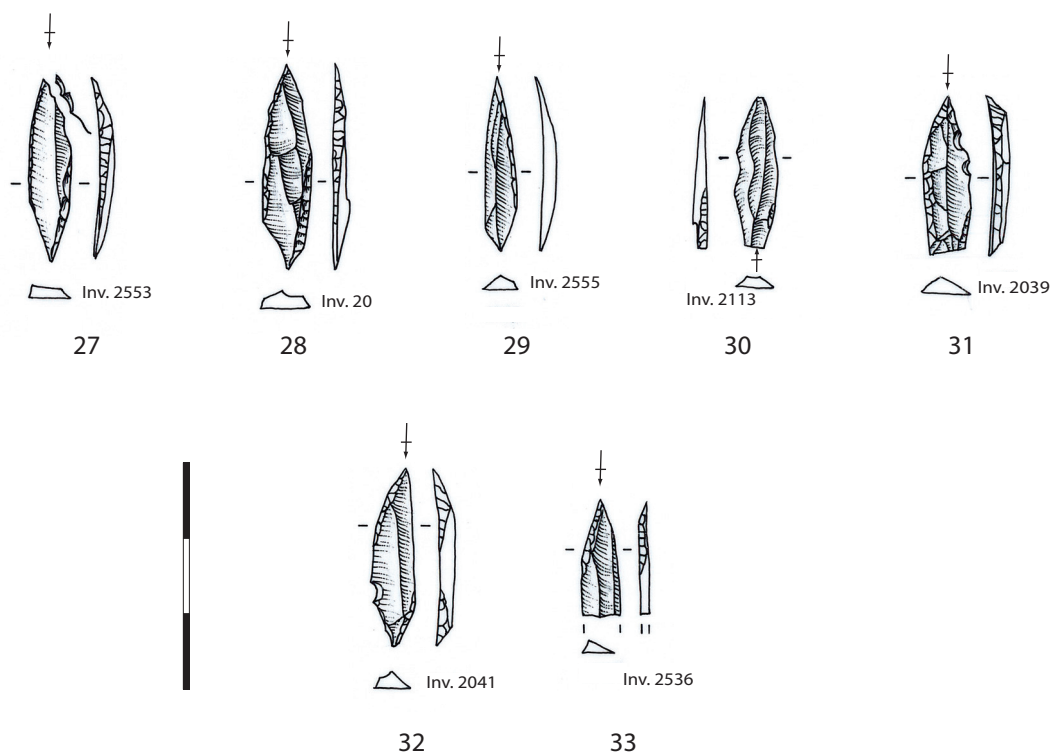 Inv. 2553
Inv. 20
Inv. 2555
Inv. 2113
Inv. 2039
27
28
29
30
31
Inv. 2041
Inv. 2536
32
33